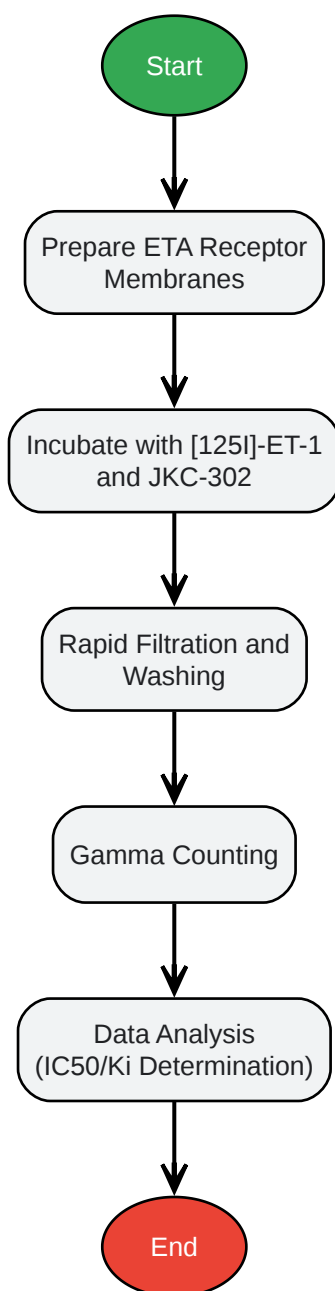 Start
Prepare ETA Receptor
Membranes
Incubate with [125I]-ET-1
and JKC-302
Rapid Filtration and
Washing
Gamma Counting
Data Analysis
(IC50/Ki Determination)
End